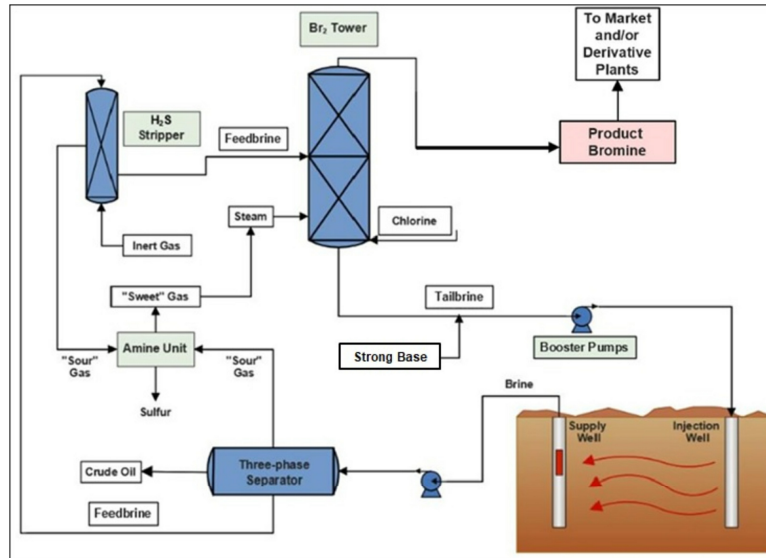 Br₂ Tower
To Market
and/or
Derivative
Plants
H₂S
Stripper
Feedbrine
Product
Bromine
Steam
Chlorine
Inert Gas
"Sweet" Gas
Tailbrine
Amine Unit
"Sour"
Gas
"Sour"
Gas
Strong Base
Booster Pumps
Sulfur
Brine
Supply
Well
Injection
Well
Crude Oil
Three-phase
Separator
Feedbrine